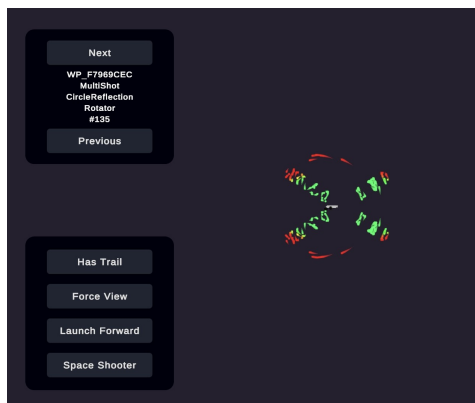 Next
WP_F7969CEC
MultiShot
CircleReflection
Rotator
#135
Previous
Has Trail
Force View
Launch Forward
Space Shooter